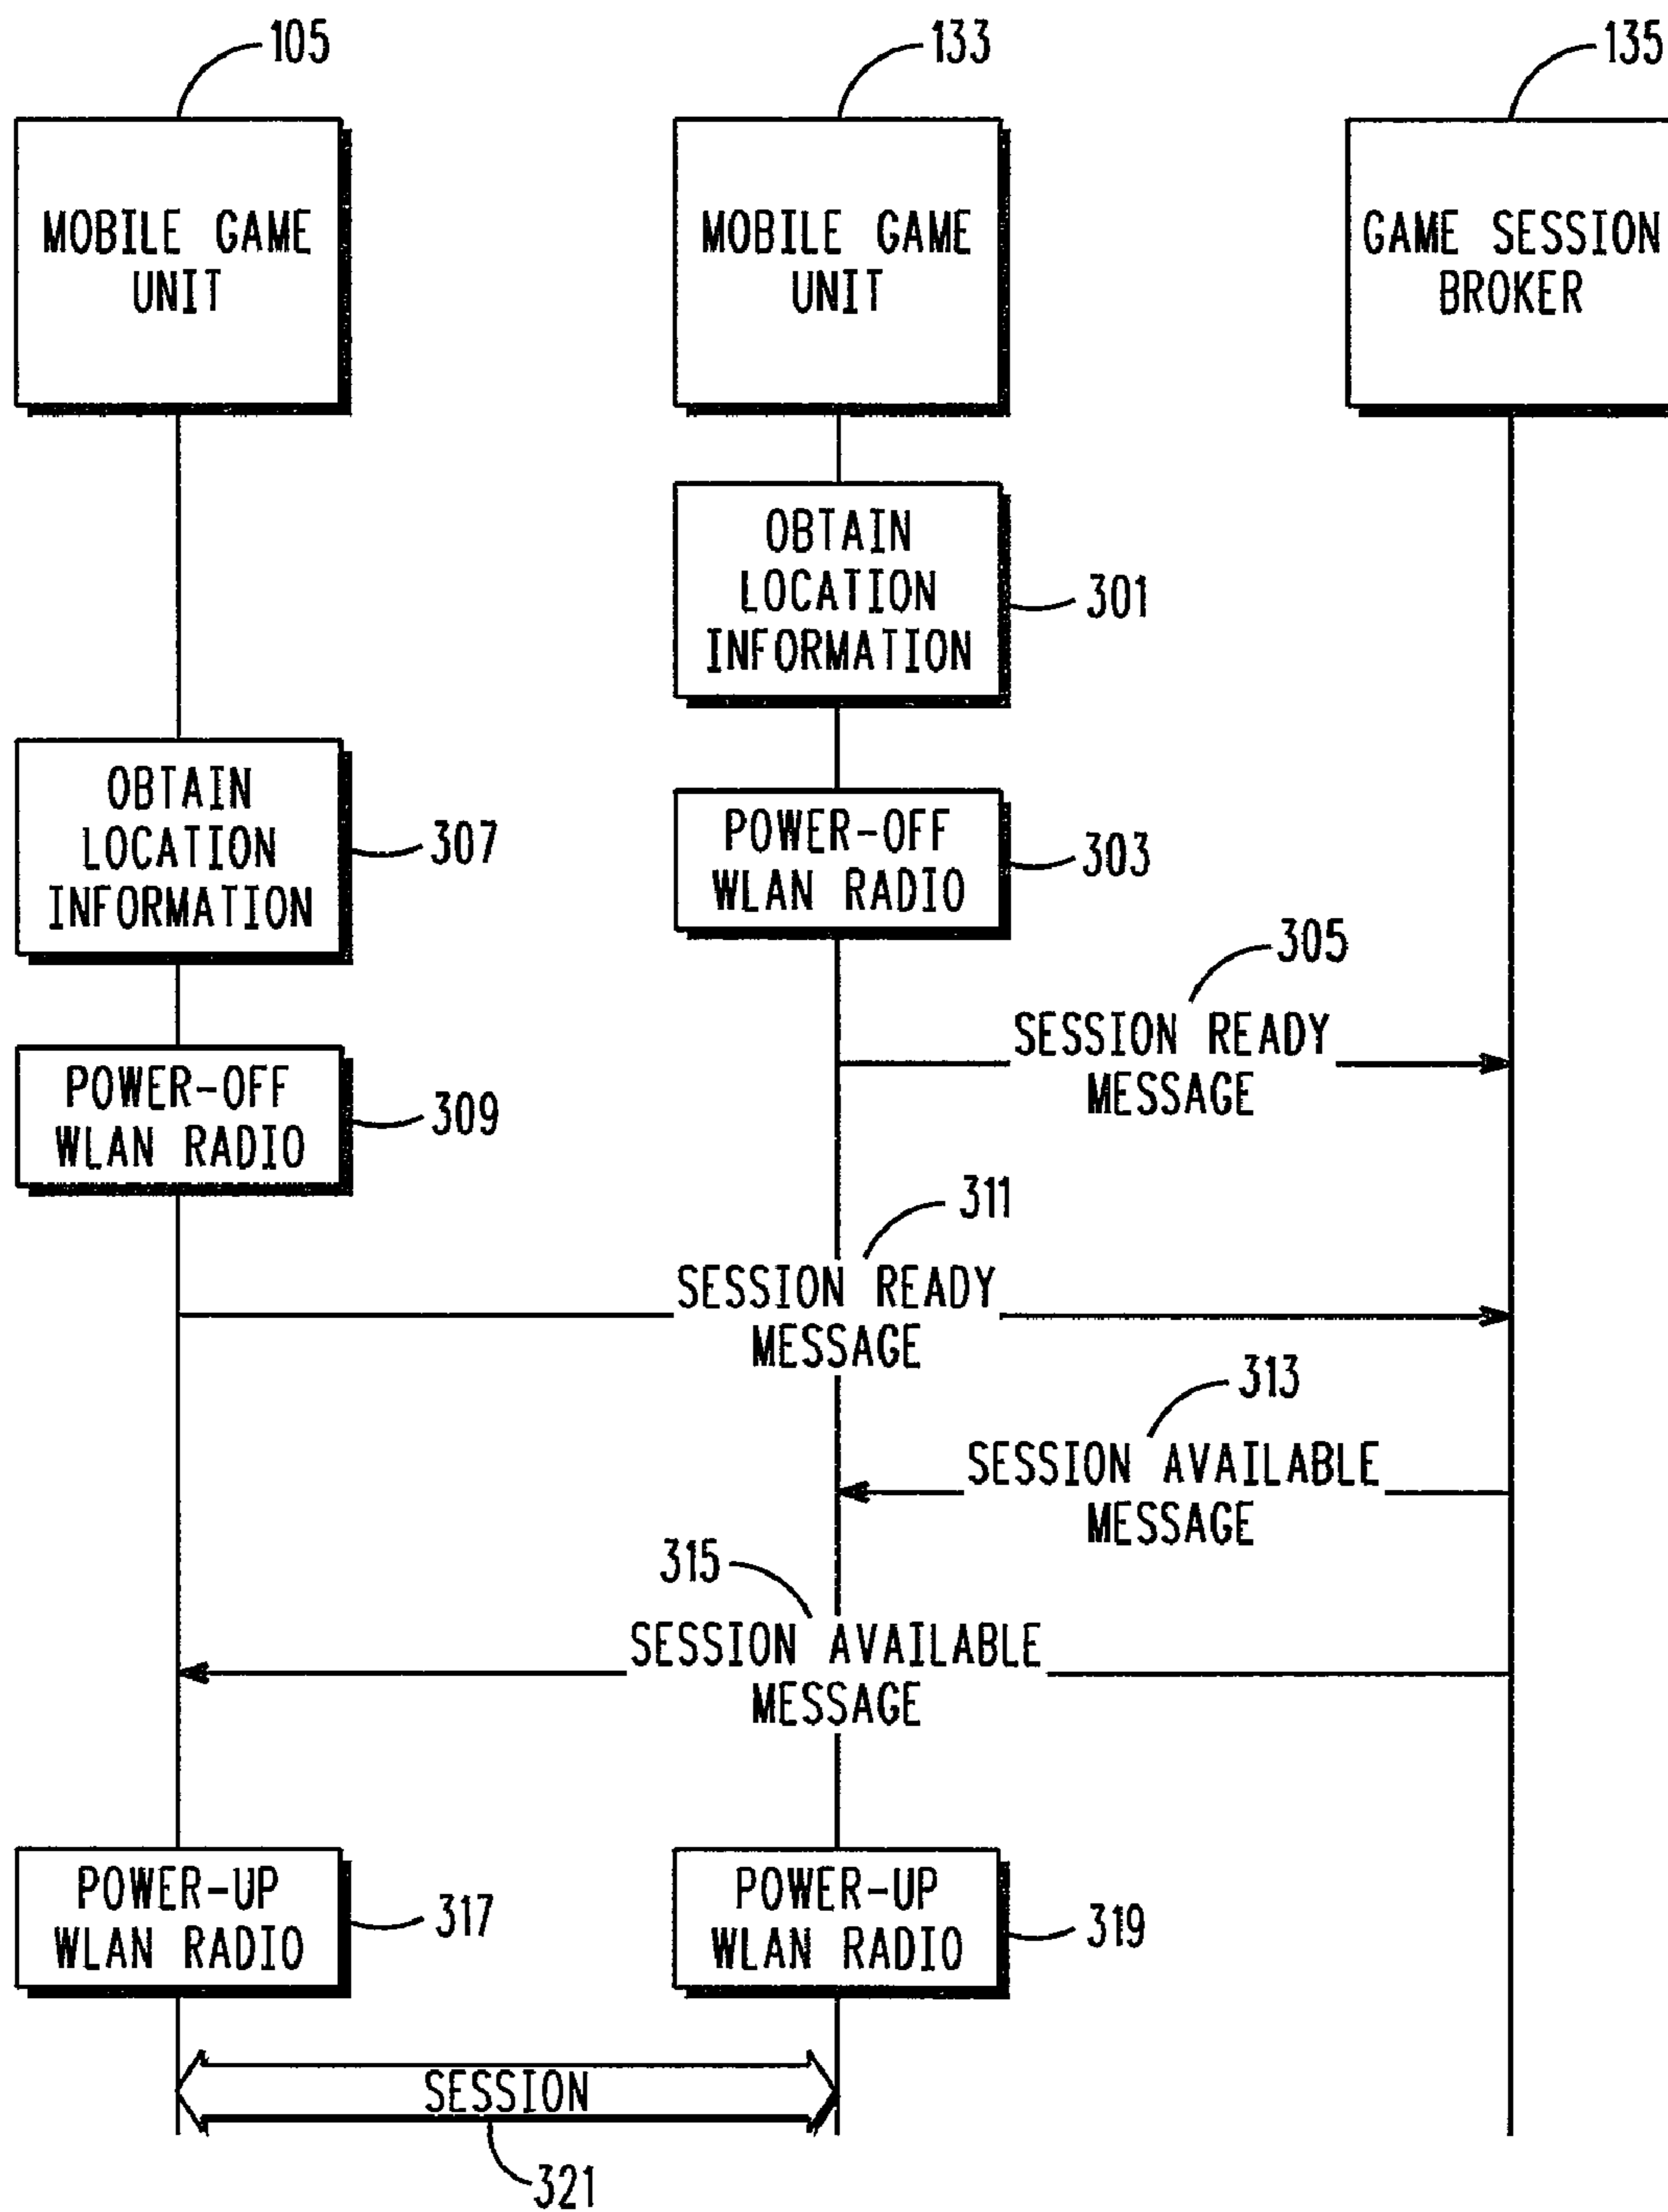 105
133
135
MOBILE GAME
UNIT
MOBILE GAME
UNIT
GAME SESSION
BROKER
OBTAIN
LOCATION
INFORMATION
301
OBTAIN
LOCATION
INFORMATION
307
POWER-OFF
WLAN RADIO
303
305
SESSION READY
MESSAGE
POWER-OFF
WLAN RADIO
309
311
SESSION READY
MESSAGE
313
SESSION AVAILABLE
MESSAGE
315
SESSION AVAILABLE
MESSAGE
POWER-UP
WLAN RADIO
317
POWER-UP
WLAN RADIO
319
SESSION
321